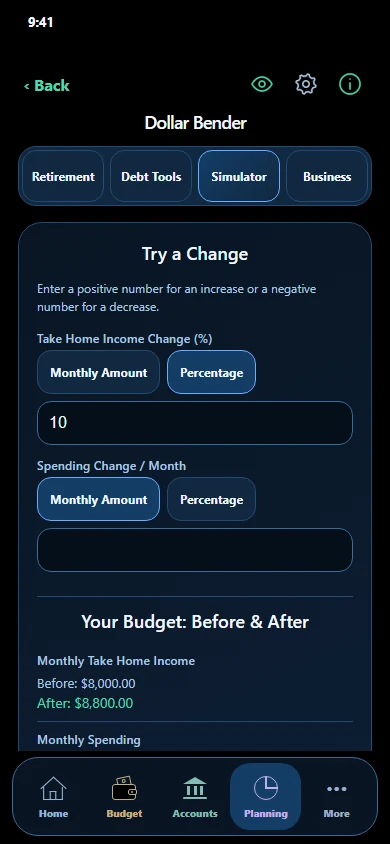 9:41
‹ Back
Dollar Bender
Retirement
Debt Tools
Simulator
Business
Try a Change
Enter a positive number for an increase or a negative
number for a decrease.
Take Home Income Change (%)
Monthly Amount
Percentage
10
Spending Change / Month
Monthly Amount
Percentage
Your Budget: Before & After
Monthly Take Home Income
Before: $8,000.00
After: $8,800.00
Monthly Spending
Home
Budget
Accounts
Planning
More